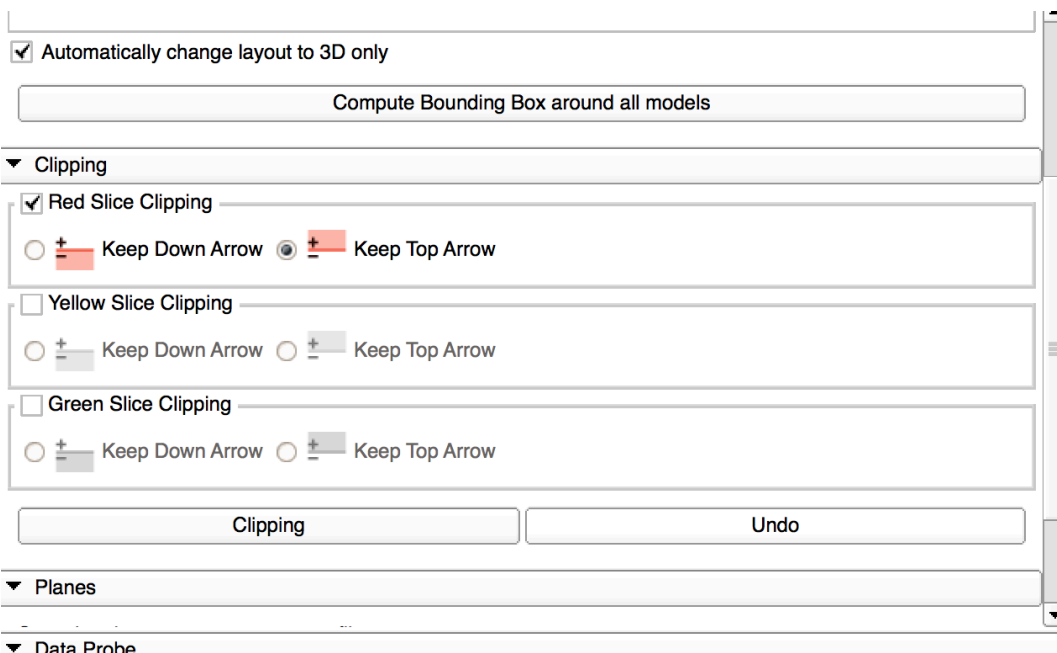 Automatically change layout to 3D only
Compute Bounding Box around all models
Clipping
Red Slice Clipping
+ − Keep Down Arrow + − Keep Top Arrow
Yellow Slice Clipping
+ − Keep Down Arrow + − Keep Top Arrow
Green Slice Clipping
+ − Keep Down Arrow + − Keep Top Arrow
Clipping Undo
Planes
Data Probe